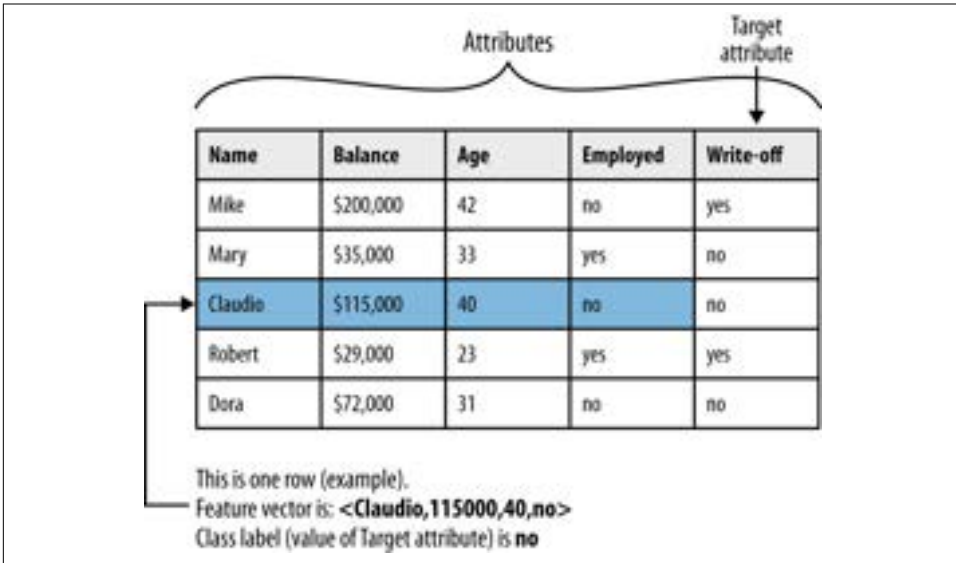 Attributes
Target
attribute
Name Balance Age Employed Write-off
Mike $200,000 42 no yes
Mary $35,000 33 yes no
Claudio $115,000 40 no no
Robert $29,000 23 yes yes
Dora $72,000 31 no no
This is one row (example).
Feature vector is: <Claudio,115000,40,no>
Class label (value of Target attribute) is no